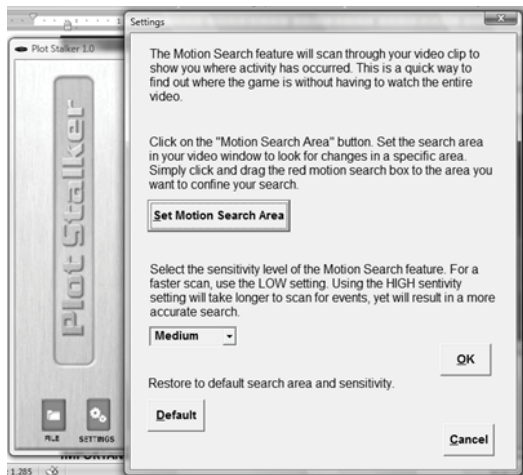 Settings
Plot Stalker 1.0
Plot Stalker
The Motion Search feature will scan through your video clip to
show you where activity has occurred. This is a quick way to
find out where the game is without having to watch the entire
video.
Click on the "Motion Search Area" button. Set the search area
in your video window to look for changes in a specific area.
Simply click and drag the red motion search box to the area you
want to confine your search.
Set Motion Search Area
Select the sensitivity level of the Motion Search feature. For a
faster scan, use the LOW setting. Using the HIGH sentivity
setting will take longer to scan for events, yet will result in a more
accurate search.
Medium
OK
Restore to default search area and sensitivity.
Default
Cancel
FILE SETTINGS
1,285